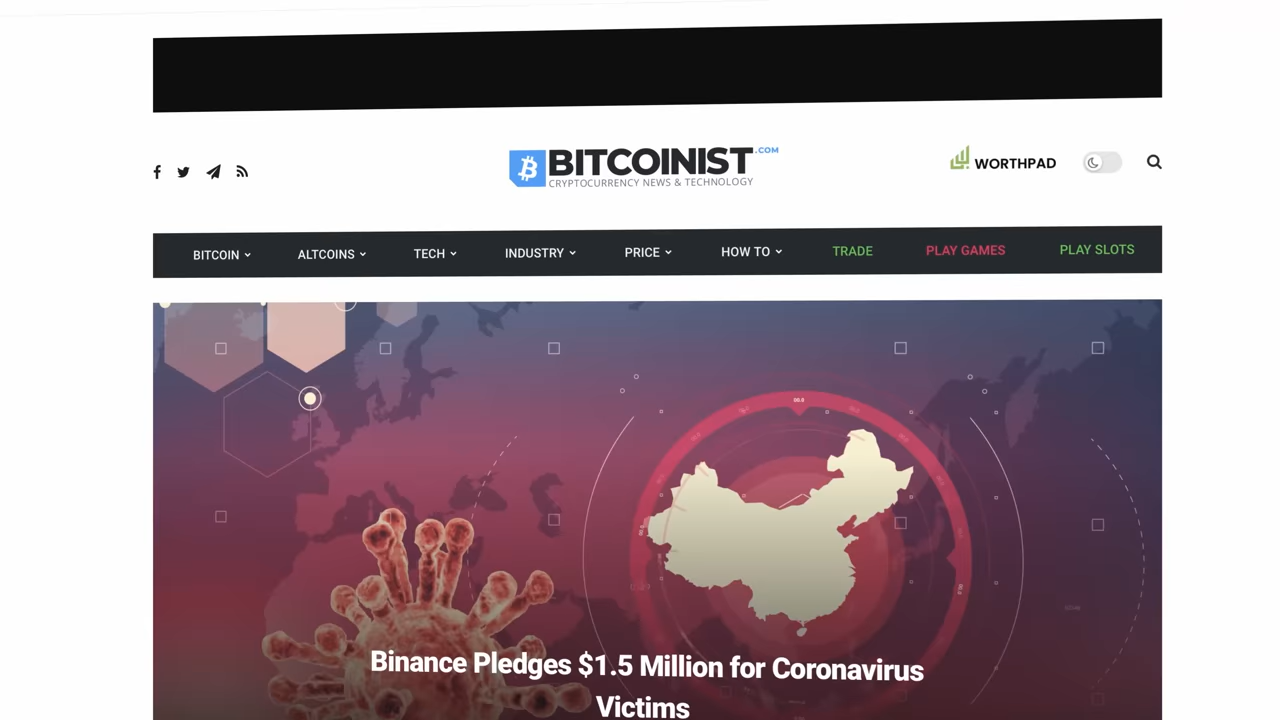 BITCOINIST.COM
CRYPTOCURRENCY NEWS & TECHNOLOGY
WORTHPAD
BITCOIN ALTCOINS TECH INDUSTRY PRICE HOW TO TRADE PLAY GAMES PLAY SLOTS
Binance Pledges $1.5 Million for Coronavirus
Victims